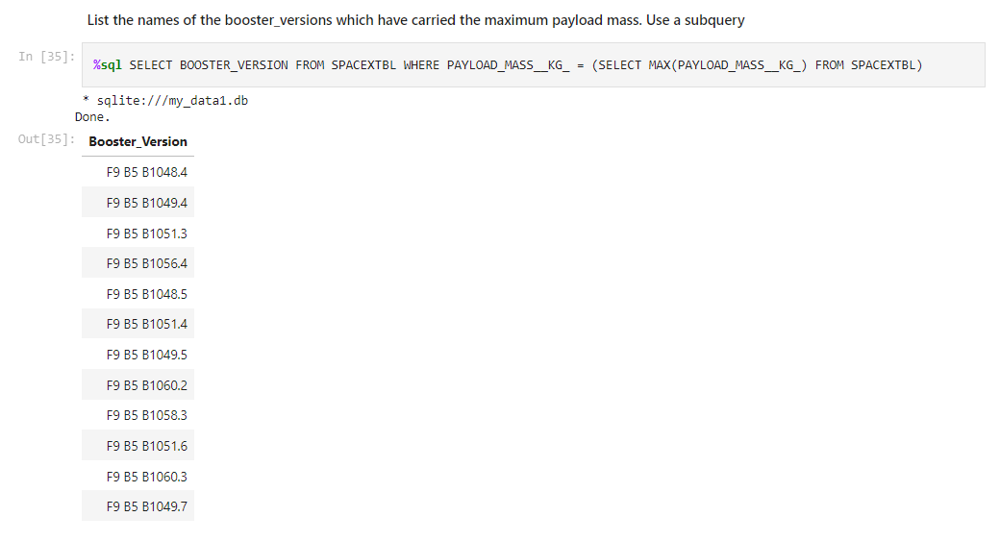 List the names of the booster_versions which have carried the maximum payload mass. Use a subquery
In [35]: %sql SELECT BOOSTER_VERSION FROM SPACEXTBL WHERE PAYLOAD_MASS__KG_ = (SELECT MAX(PAYLOAD_MASS__KG_) FROM SPACEXTBL)
* sqlite:///my_data1.db
Done.
Out[35]: Booster_Version
F9 B5 B1048.4
F9 B5 B1049.4
F9 B5 B1051.3
F9 B5 B1056.4
F9 B5 B1048.5
F9 B5 B1051.4
F9 B5 B1049.5
F9 B5 B1060.2
F9 B5 B1058.3
F9 B5 B1051.6
F9 B5 B1060.3
F9 B5 B1049.7